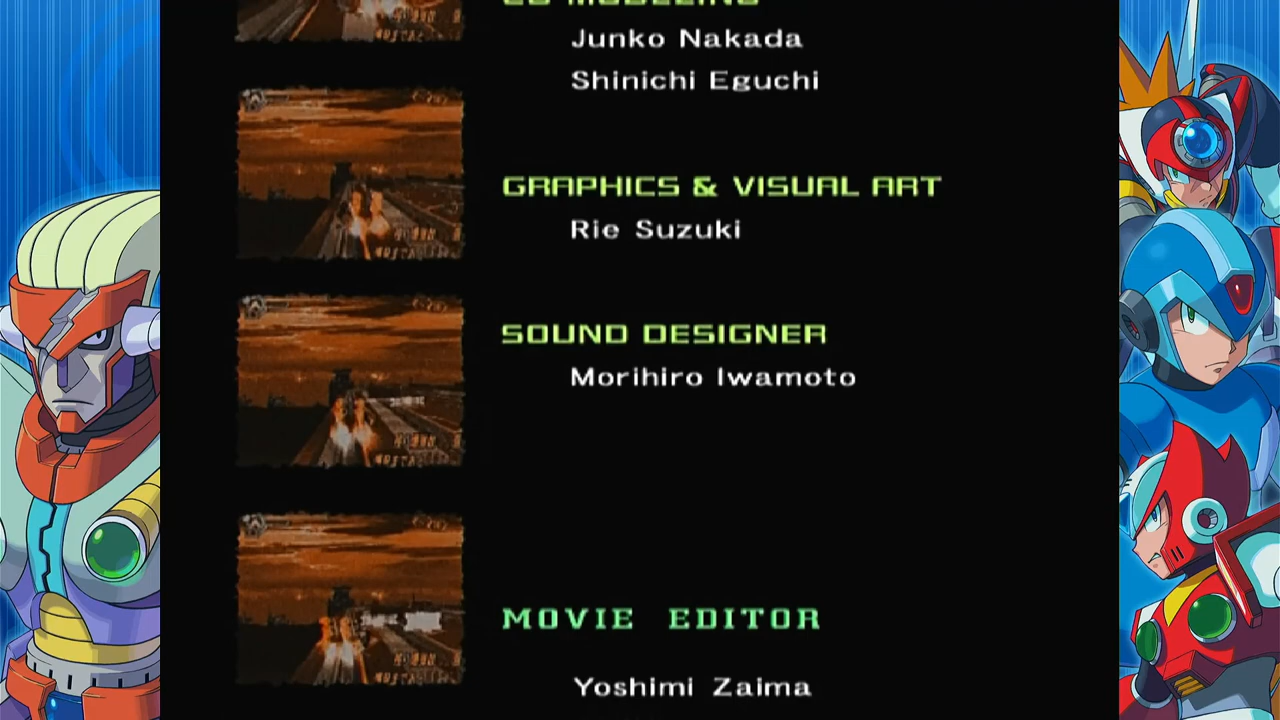 Junko Nakada
Shinichi Eguchi
GRAPHICS & VISUAL ART
Rie Suzuki
SOUND DESIGNER
Morihiro Iwamoto
MOVIE EDITOR
Yoshimi Zaima